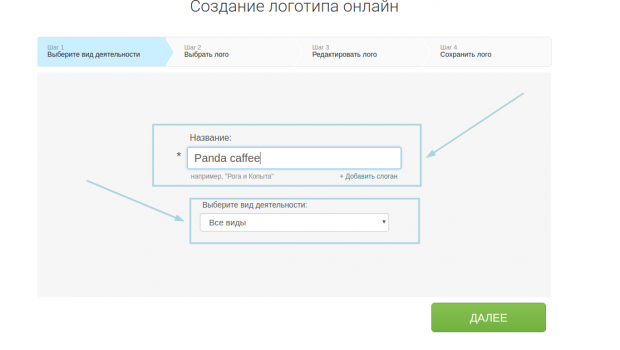 Создание логотипа онлайн
Шаг 1
Выберите вид деятельности
Шаг 2
Выбрать лого
Шаг 3
Редактировать лого
Шаг 4
Сохранить лого
Название:
* Panda caffee
например, "Рога и Копыта"
+ Добавить слоган
Выберите вид деятельности:
Все виды
ДАЛЕЕ